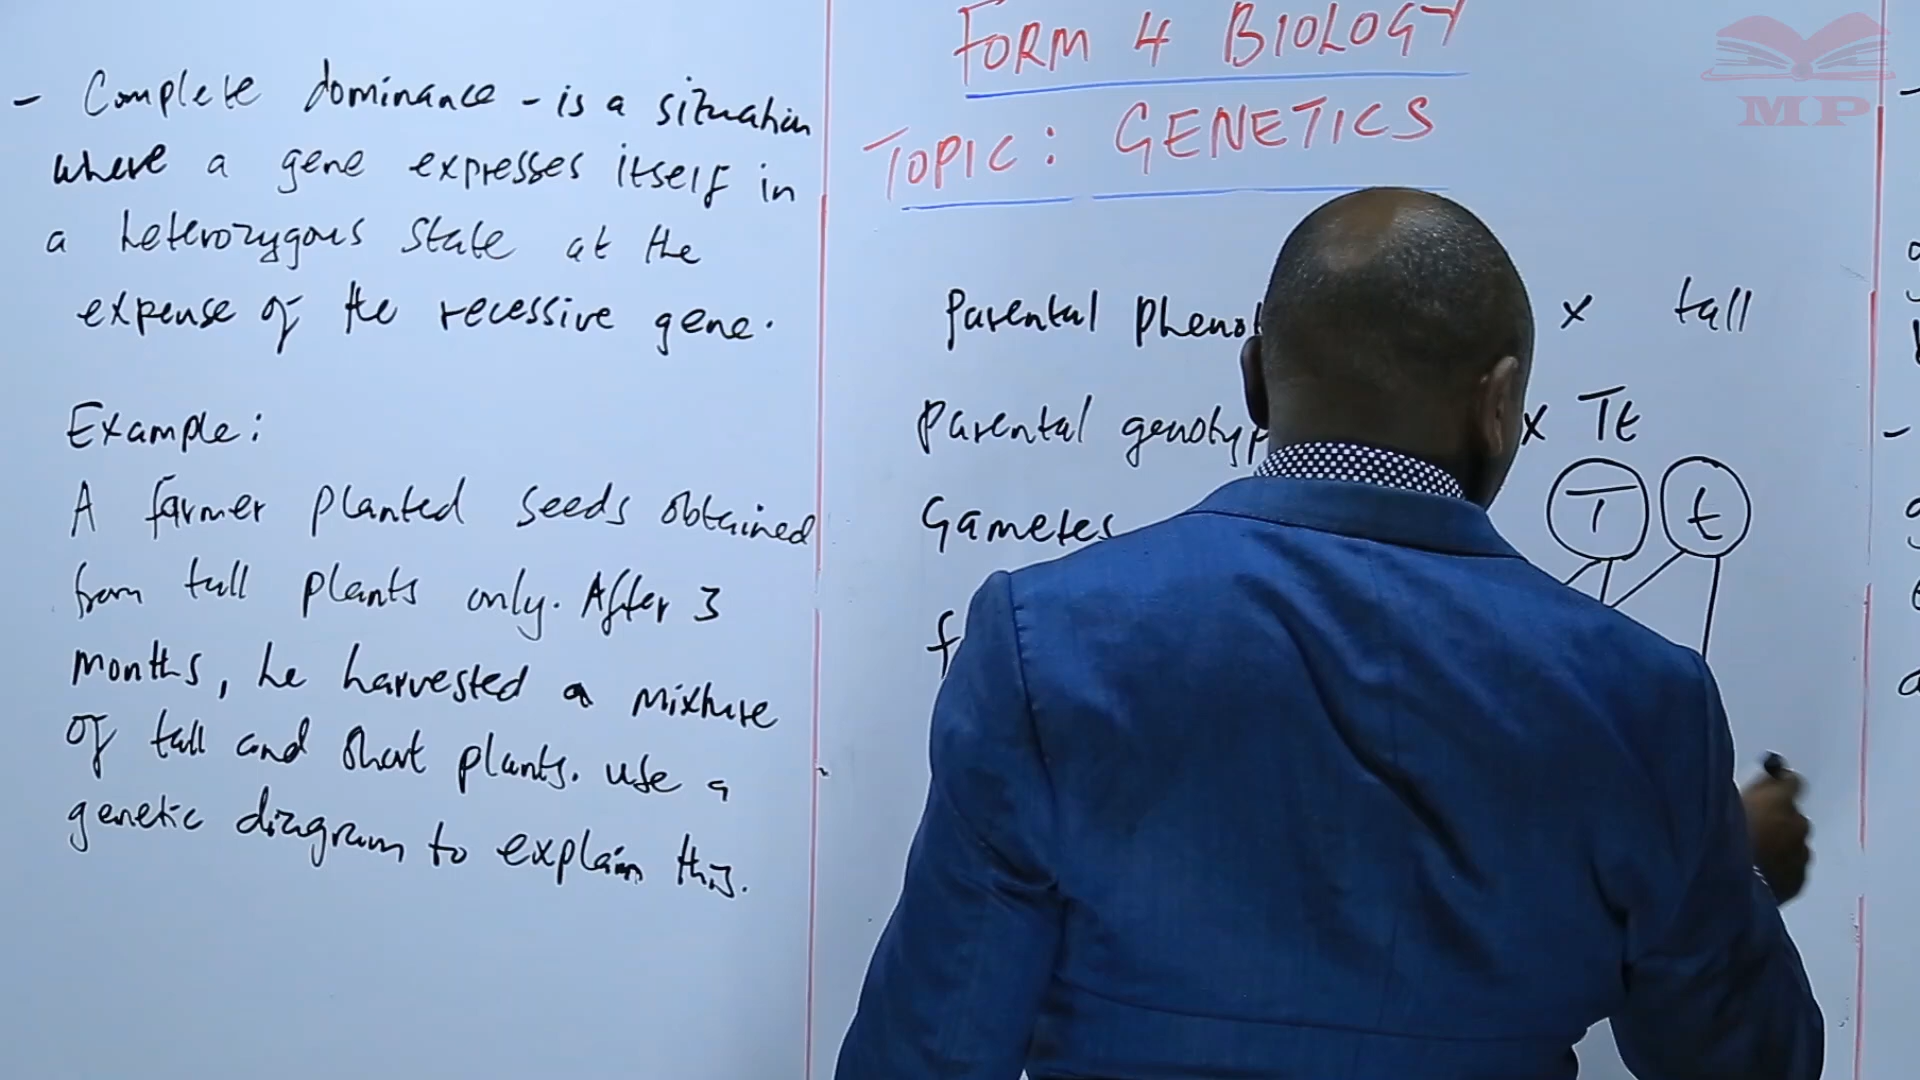 - Complete dominance - is a situation
where a gene expresses itself in
a heterozygous state at the
expense of the recessive gene.
Example:
A farmer planted seeds obtained
from tall plants only. After 3
months, he harvested a mixture
of tall and short plants. use a
genetic diagram to explain this.
FORM 4 BIOLOGY
TOPIC: GENETICS
Parental x tall
Parental x Tt
Gametes T t
MP